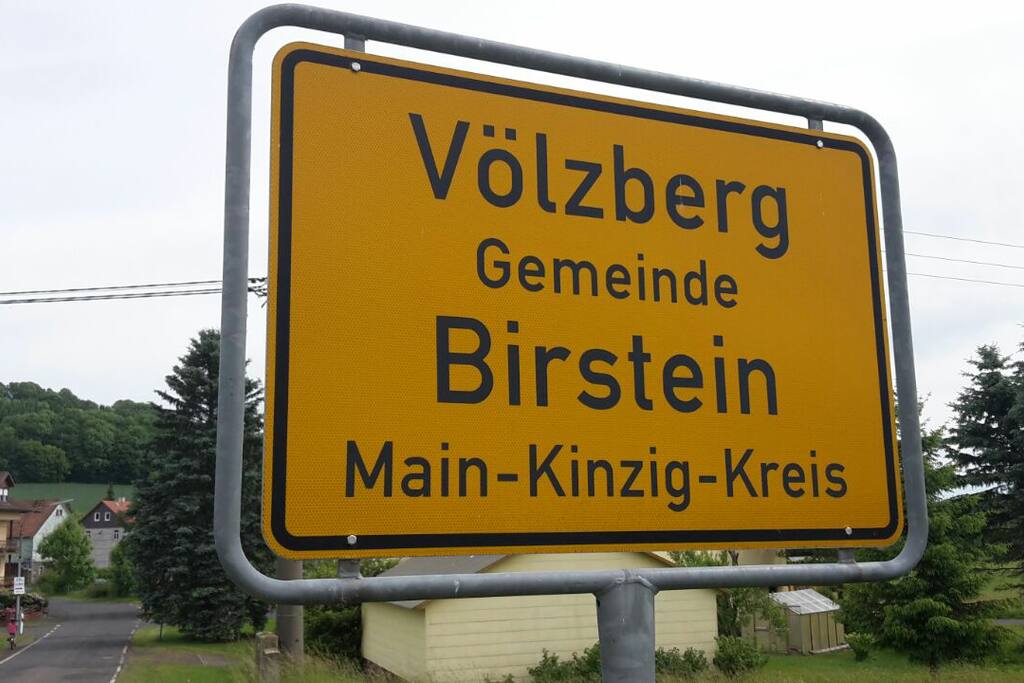 Völzberg
Gemeinde
Birstein
Main-Kinzig-Kreis